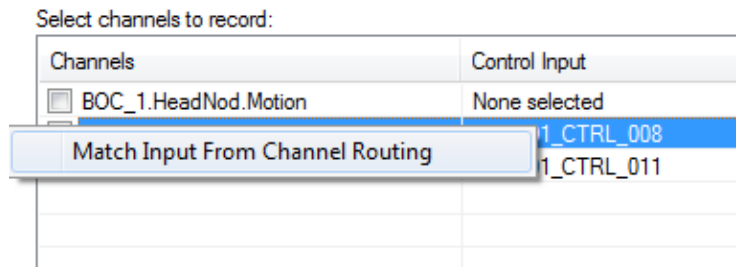 Select channels to record:
Channels Control Input
BOC_1.HeadNod.Motion None selected
1_CTRL_008
Match Input From Channel Routing
1_CTRL_011